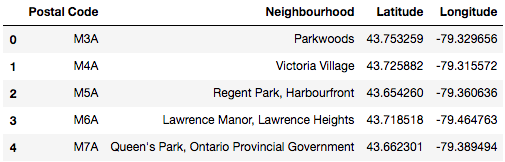 Postal Code Neighbourhood Latitude Longitude
0 M3A Parkwoods 43.753259 -79.329656
1 M4A Victoria Village 43.725882 -79.315572
2 M5A Regent Park, Harbourfront 43.654260 -79.360636
3 M6A Lawrence Manor, Lawrence Heights 43.718518 -79.464763
4 M7A Queen's Park, Ontario Provincial Government 43.662301 -79.389494